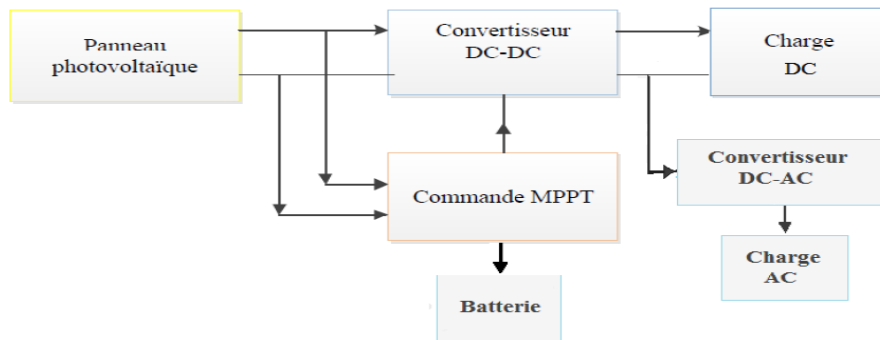 Panneau
photovoltaïque
Convertisseur
DC-DC
Charge
DC
Commande MPPT
Convertisseur
DC-AC
Charge
AC
Batterie